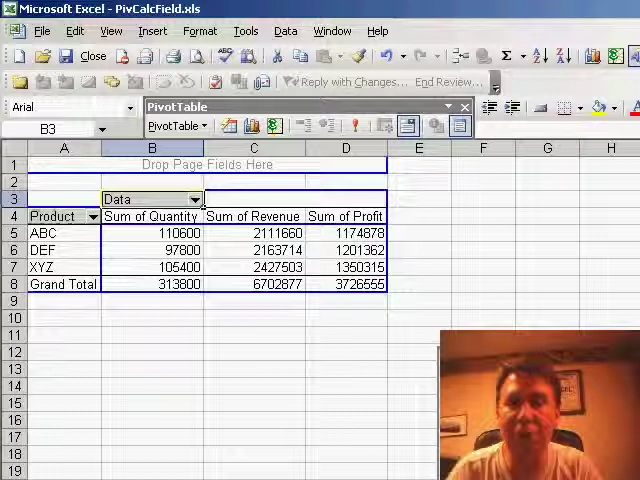 Microsoft Excel - PivCalcField.xls
File Edit View Insert Format Tools Data Window Help
Close Open
Reply with Changes... End Review...
Arial PivotTable
B3 PivotTable
A B C D E F G H
1 Drop Page Fields Here
2
3 Data
4 Product Sum of Quantity Sum of Revenue Sum of Profit
5 ABC 110600 2111660 1174878
6 DEF 97800 2163714 1201362
7 XYZ 105400 2427503 1350315
8 Grand Total 313800 6702877 3726555
9
10
11
12
13
14
15
16
17
18
19